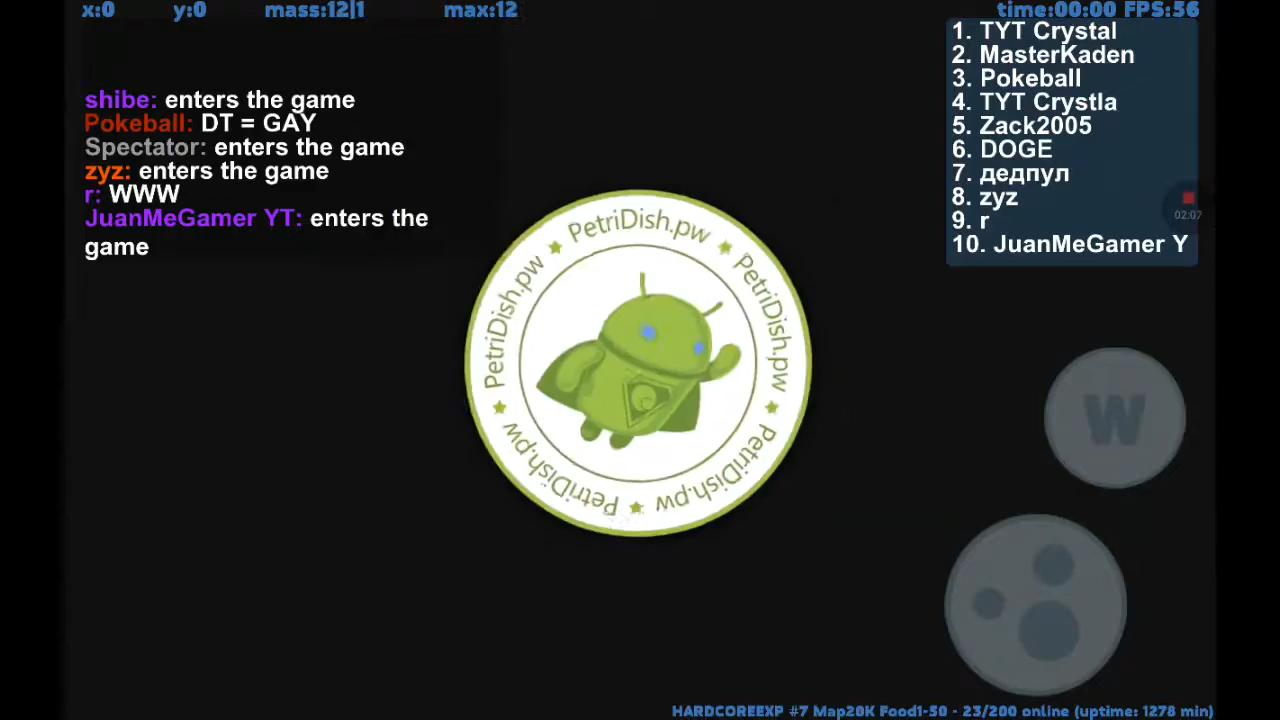 x:0 y:0 mass:12|1 max:12 time:00:00 FPS:56
shibe: enters the game
Pokeball: DT = GAY
Spectator: enters the game
zyz: enters the game
r: WWW
JuanMeGamer YT: enters the
game
1. TYT Crystal
2. MasterKaden
3. Pokeball
4. TYT Crystla
5. Zack2005
6. DOGE
7. дедпул
8. zyz
9. r
10. JuanMeGamer Y
02:07
PetriDish.pw ★ PetriDish.pw ★ PetriDish.pw ★ PetriDish.pw ★ PetriDish.pw ★
W
HARDCOREEXP #7 Map20K Food1-50 - 23/200 online (uptime: 1278 min)